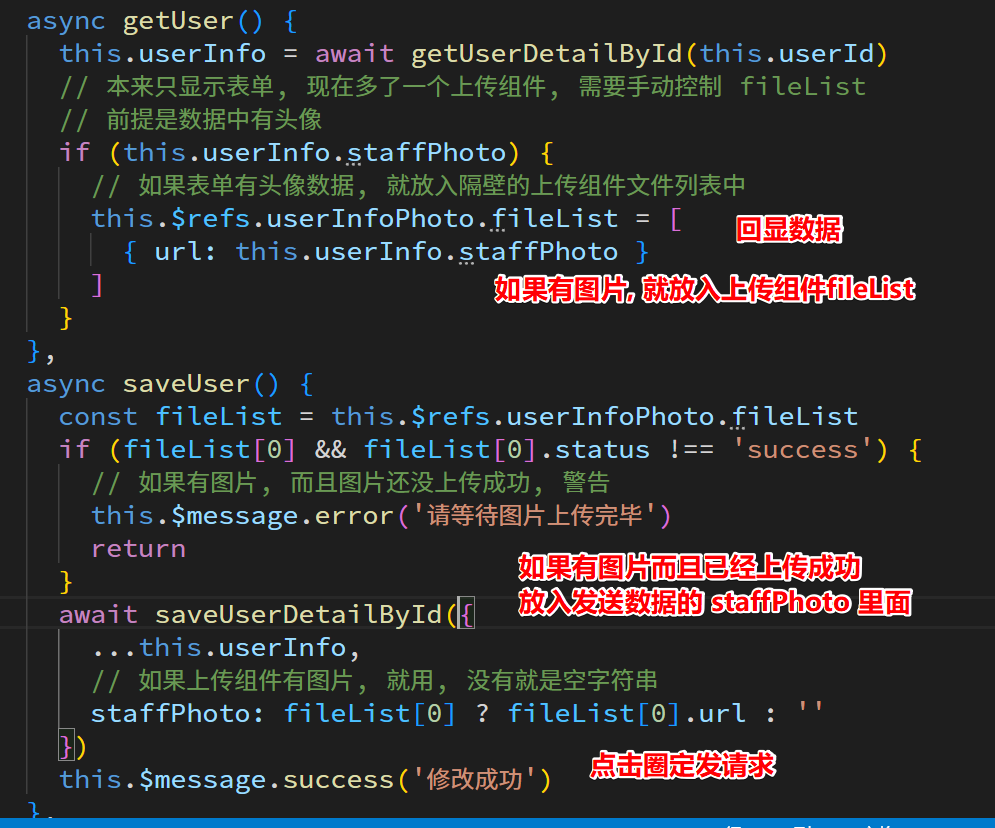 async getUser() {
this.userInfo = await getUserDetailById(this.userId)
// 本来只显示表单, 现在多了一个上传组件, 需要手动控制 fileList
// 前提是数据中有头像
if (this.userInfo.staffPhoto) {
// 如果表单有头像数据, 就放入隔壁的上传组件文件列表中
this.$refs.userInfoPhoto.fileList = [
回显数据
{ url: this.userInfo.staffPhoto }
]
如果有图片, 就放入上传组件fileList
}
},
async saveUser() {
const fileList = this.$refs.userInfoPhoto.fileList
if (fileList[0] && fileList[0].status !== 'success') {
// 如果有图片, 而且图片还没上传成功, 警告
this.$message.error('请等待图片上传完毕')
return
如果有图片而且已经上传成功
}
放入发送数据的 staffPhoto 里面
await saveUserDetailById({
...this.userInfo,
// 如果上传组件有图片, 就用, 没有就是空字符串
staffPhoto: fileList[0] ? fileList[0].url : ''
})
点击圈定发请求
this.$message.success('修改成功')
},